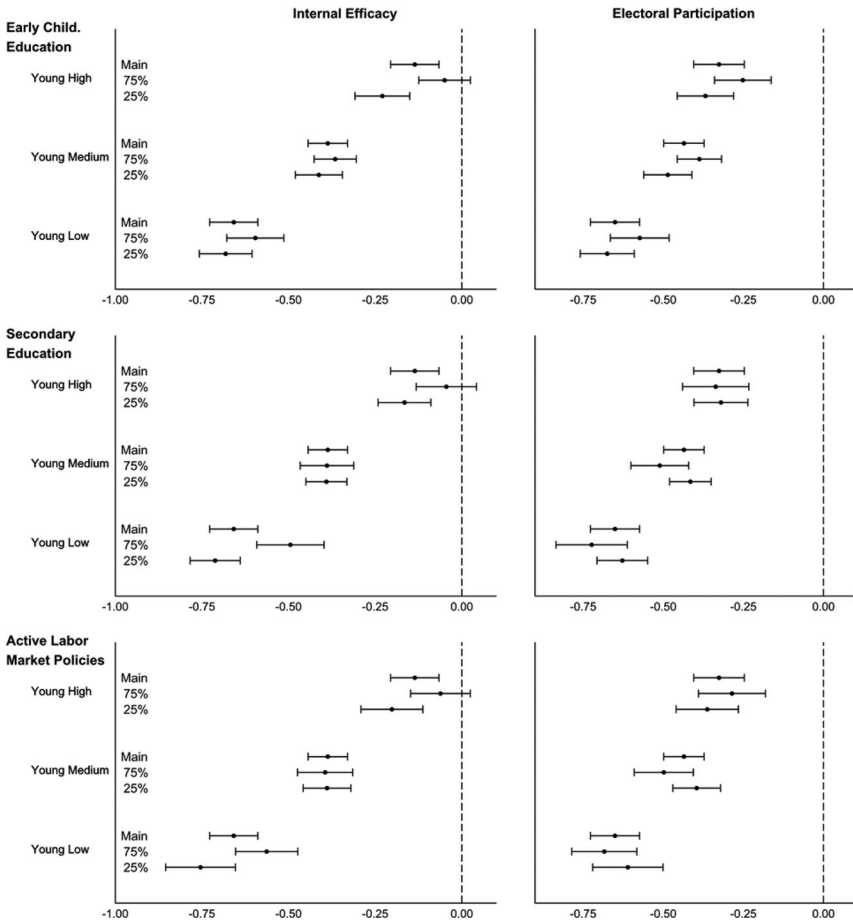 Internal Efficacy Electoral Participation
Early Child.
Education
Main
Young High 75%
25%
Main
Young Medium 75%
25%
Main
Young Low 75%
25%
-1.00 -0.75 -0.50 -0.25 0.00 -0.75 -0.50 -0.25 0.00
Secondary
Education
Main
Young High 75%
25%
Main
Young Medium 75%
25%
Main
Young Low 75%
25%
-1.00 -0.75 -0.50 -0.25 0.00 -0.75 -0.50 -0.25 0.00
Active Labor
Market Policies
Main
Young High 75%
25%
Main
Young Medium 75%
25%
Main
Young Low 75%
25%
-1.00 -0.75 -0.50 -0.25 0.00 -0.75 -0.50 -0.25 0.00